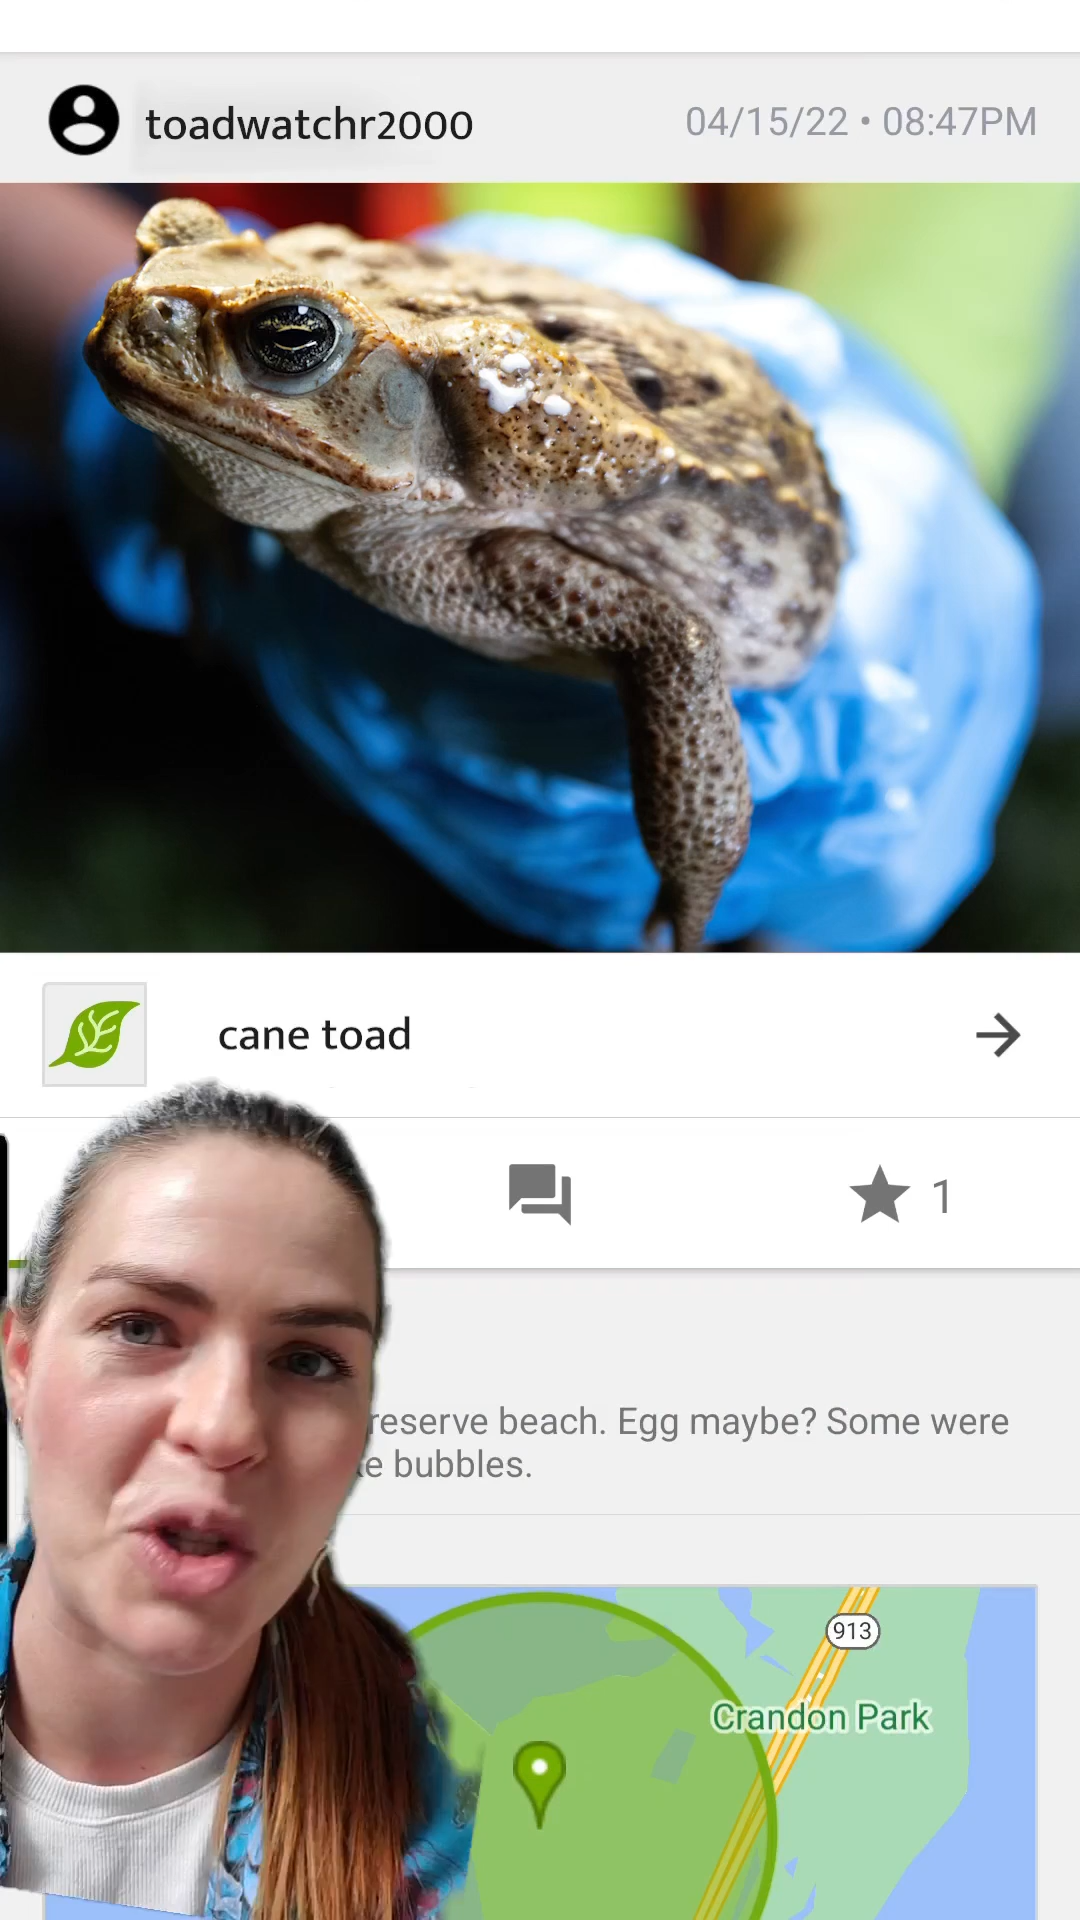 toadwatchr2000
04/15/22 • 08:47PM
cane toad
1
reserve beach. Egg maybe? Some were
bubbles.
913
Crandon Park